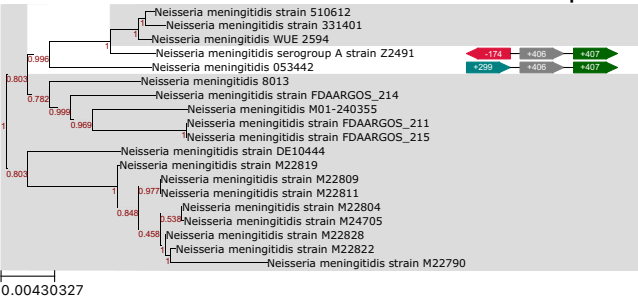 Neisseria meningitidis strain 510612
Neisseria meningitidis strain 331401
1
Neisseria meningitidis WUE 2594
1
0.996
Neisseria meningitidis serogroup A strain Z2491
-174 +406 +407
Neisseria meningitidis 053442
+299 +406 +407
0.803
Neisseria meningitidis 8013
0.782
Neisseria meningitidis strain FDAARGOS_214
0.999
Neisseria meningitidis M01-240355
0.969
Neisseria meningitidis strain FDAARGOS_211
1
1
Neisseria meningitidis strain FDAARGOS_215
Neisseria meningitidis strain DE10444
0.803
Neisseria meningitidis strain M22819
Neisseria meningitidis strain M22809
1
0.977
Neisseria meningitidis strain M22811
Neisseria meningitidis strain M22804
0.848
0.538
Neisseria meningitidis strain M24705
0.458
Neisseria meningitidis strain M22828
Neisseria meningitidis strain M22822
1
1
Neisseria meningitidis strain M22790
0.00430327